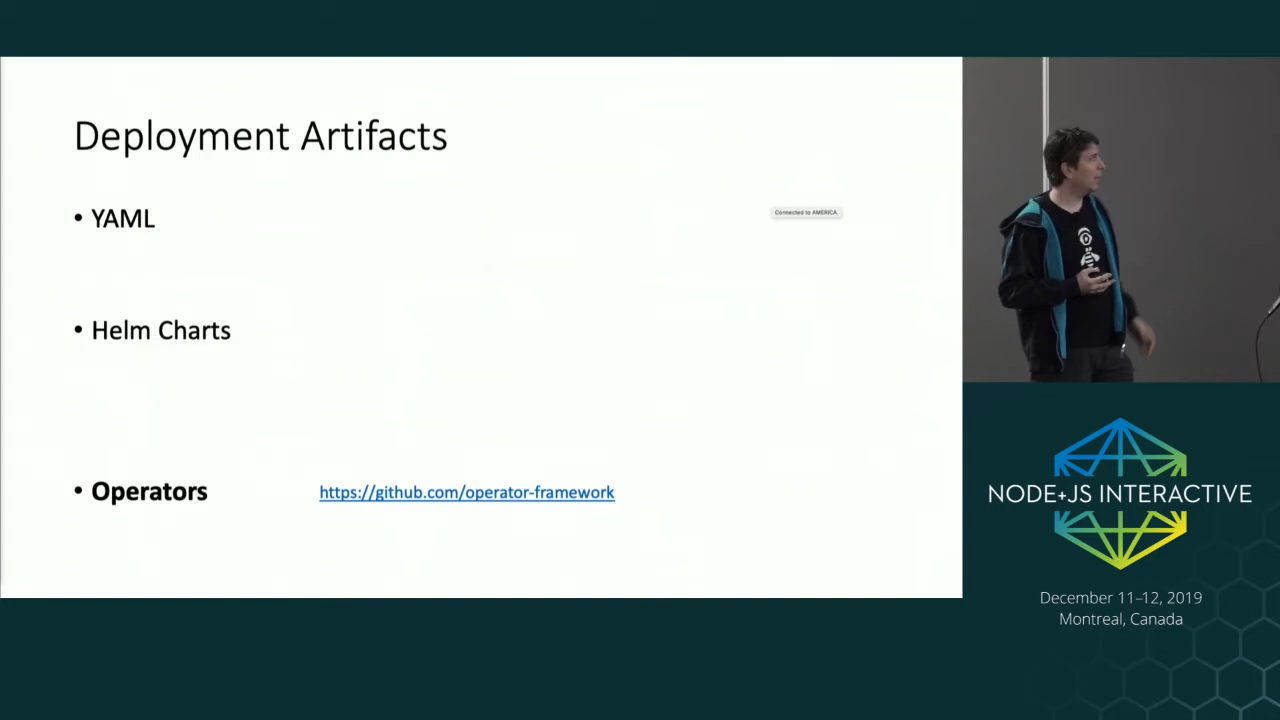 Deployment Artifacts
• YAML
Connected to AMERICA.
• Helm Charts
• Operators https://github.com/operator-framework
NODE+JS INTERACTIVE
December 11–12, 2019
Montreal, Canada